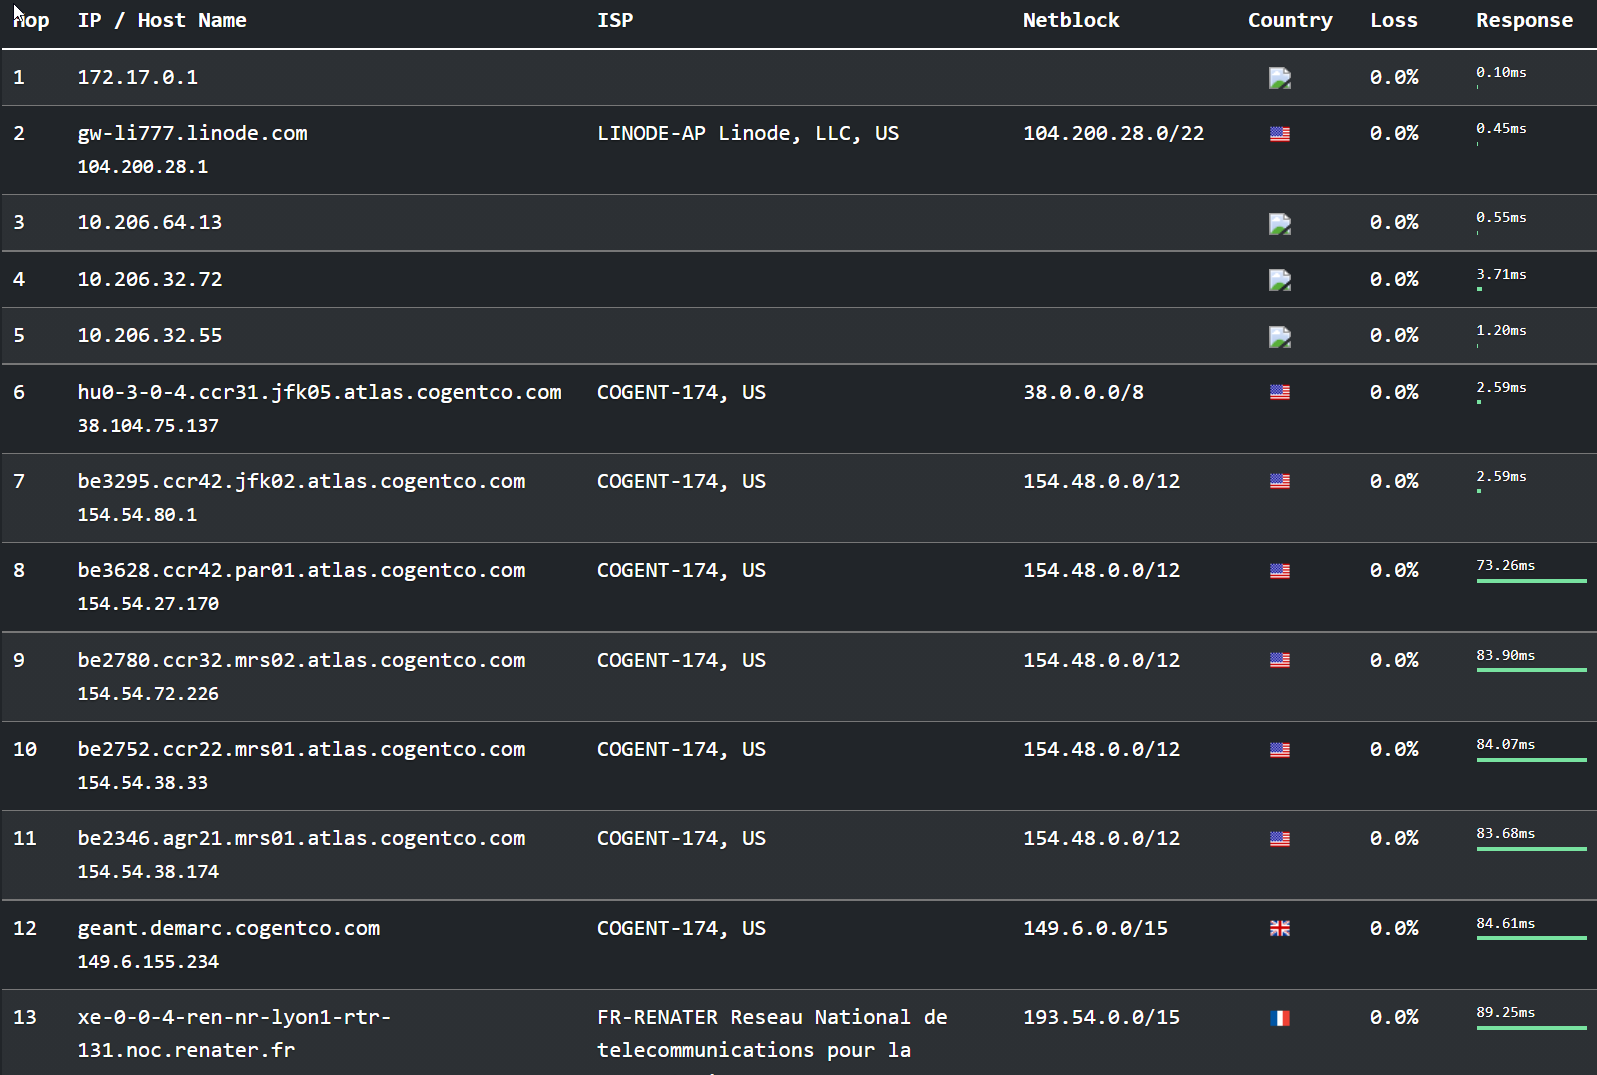 Hop IP / Host Name ISP Netblock Country Loss Response
1 172.17.0.1 0.0% 0.10ms
2 gw-li777.linode.com LINODE-AP Linode, LLC, US 104.200.28.0/22 0.0% 0.45ms
104.200.28.1
3 10.206.64.13 0.0% 0.55ms
4 10.206.32.72 0.0% 3.71ms
5 10.206.32.55 0.0% 1.20ms
6 hu0-3-0-4.ccr31.jfk05.atlas.cogentco.com COGENT-174, US 38.0.0.0/8 0.0% 2.59ms
38.104.75.137
7 be3295.ccr42.jfk02.atlas.cogentco.com COGENT-174, US 154.48.0.0/12 0.0% 2.59ms
154.54.80.1
8 be3628.ccr42.par01.atlas.cogentco.com COGENT-174, US 154.48.0.0/12 0.0% 73.26ms
154.54.27.170
9 be2780.ccr32.mrs02.atlas.cogentco.com COGENT-174, US 154.48.0.0/12 0.0% 83.90ms
154.54.72.226
10 be2752.ccr22.mrs01.atlas.cogentco.com COGENT-174, US 154.48.0.0/12 0.0% 84.07ms
154.54.38.33
11 be2346.agr21.mrs01.atlas.cogentco.com COGENT-174, US 154.48.0.0/12 0.0% 83.68ms
154.54.38.174
12 geant.demarc.cogentco.com COGENT-174, US 149.6.0.0/15 0.0% 84.61ms
149.6.155.234
13 xe-0-0-4-ren-nr-lyon1-rtr- FR-RENATER Reseau National de 193.54.0.0/15 0.0% 89.25ms
131.noc.renater.fr telecommunications pour la